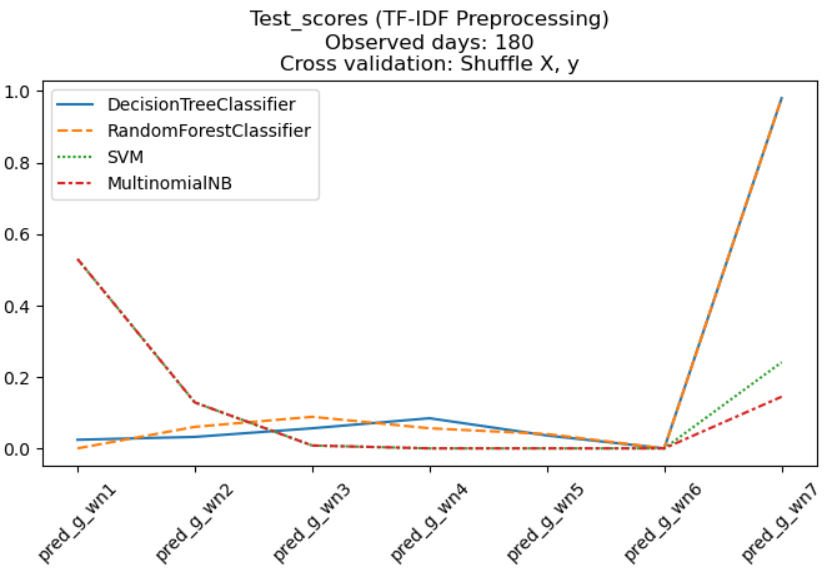 Test_scores (TF-IDF Preprocessing)
Observed days: 180
Cross validation: Shuffle X, y
1.0
0.8
0.6
0.4
0.2
0.0
DecisionTreeClassifier
RandomForestClassifier
SVM
MultinomialNB
pred_g_wn1
pred_g_wn2
pred_g_wn3
pred_g_wn4
pred_g_wn5
pred_g_wn6
pred_g_wn7